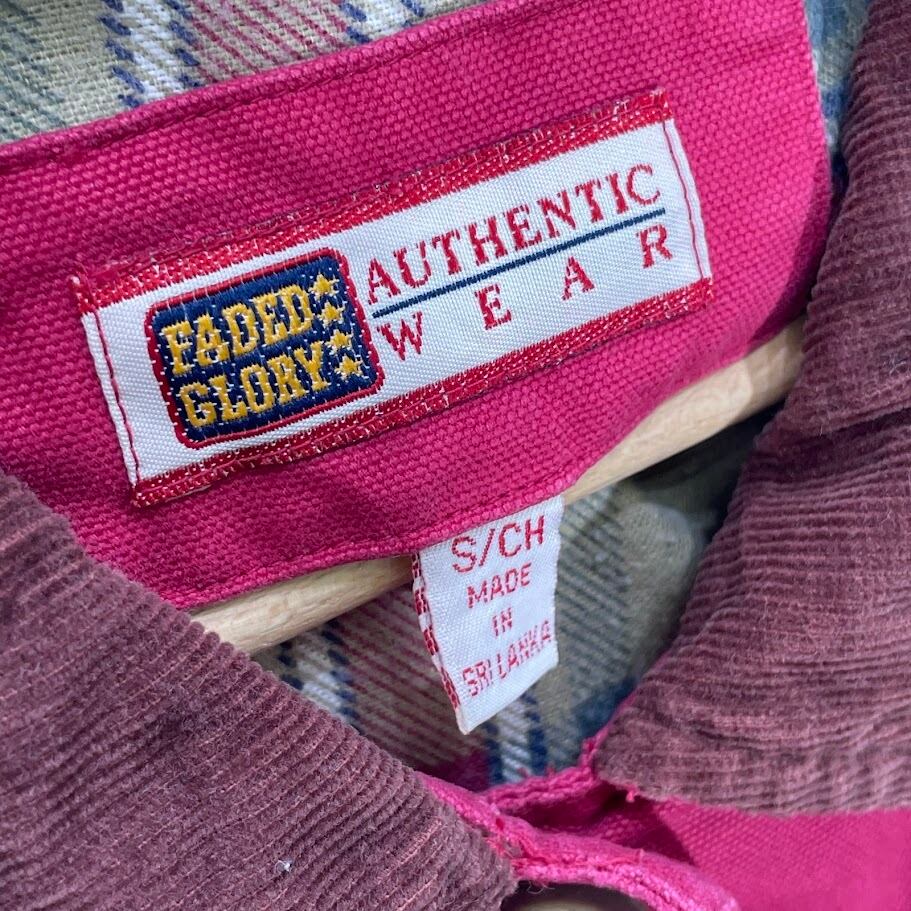 FADED
GLORY
AUTHENTIC
WEAR
S/CH
MADE
IN
SRI LANKA